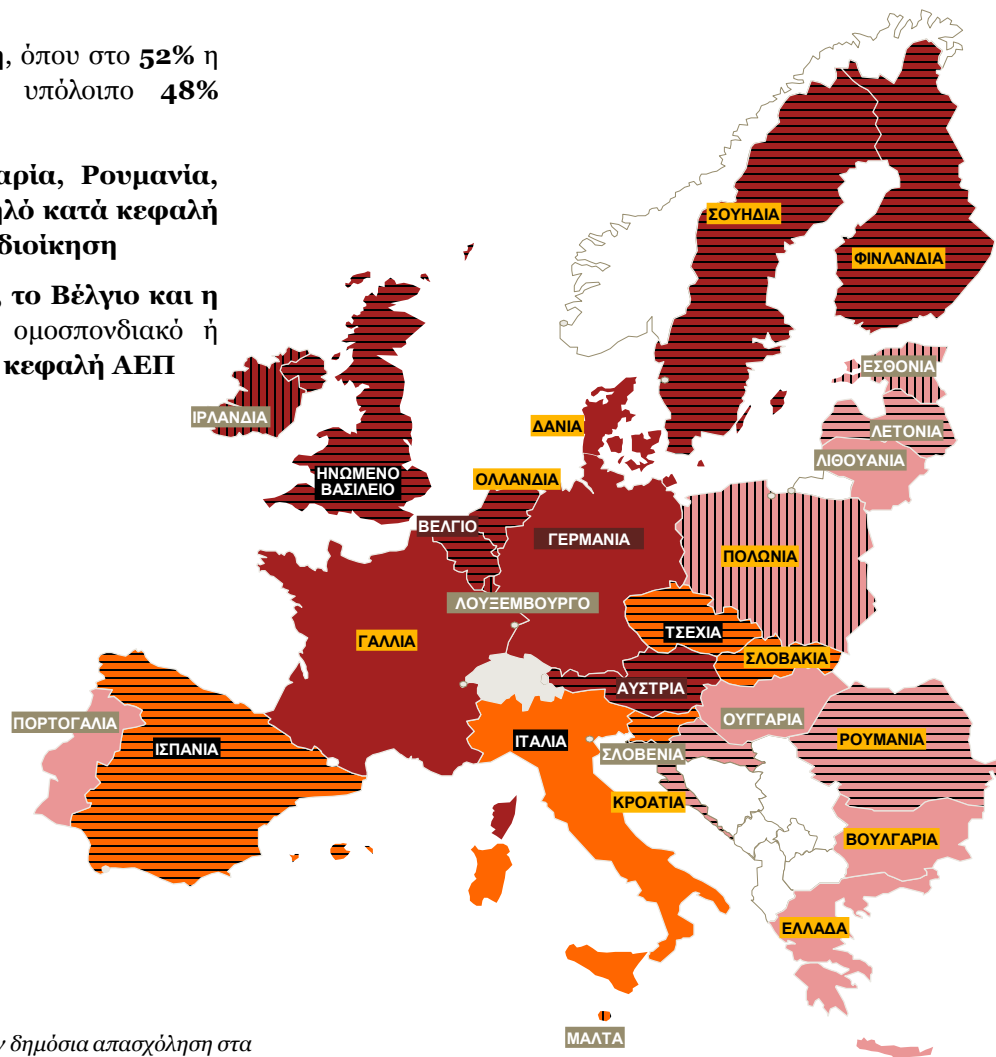 η, όπου στο 52% η
υπόλοιπο 48%
αρία, Ρουμανία,
ηλό κατά κεφαλή
διοίκηση
, το Βέλγιο και η
ομοσπονδιακό ή
κεφαλή ΑΕΠ
ΣΟΥΗΔΙΑ
ΦΙΝΛΑΝΔΙΑ
ΕΣΘΟΝΙΑ
ΙΡΛΑΝΔΙΑ
ΔΑΝΙΑ
ΛΕΤΟΝΙΑ
ΛΙΘΟΥΑΝΙΑ
ΗΝΩΜΕΝΟ
ΒΑΣΙΛΕΙΟ
ΟΛΛΑΝΔΙΑ
ΒΕΛΓΙΟ
ΓΕΡΜΑΝΙΑ
ΠΟΛΩΝΙΑ
ΛΟΥΞΕΜΒΟΥΡΓΟ
ΓΑΛΛΙΑ
ΤΣΕΧΙΑ
ΣΛΟΒΑΚΙΑ
ΑΥΣΤΡΙΑ
ΠΟΡΤΟΓΑΛΙΑ
ΙΣΠΑΝΙΑ
ΙΤΑΛΙΑ
ΟΥΓΓΑΡΙΑ
ΡΟΥΜΑΝΙΑ
ΣΛΟΒΕΝΙΑ
ΚΡΟΑΤΙΑ
ΒΟΥΛΓΑΡΙΑ
ΕΛΛΑΔΑ
ΜΑΛΤΑ
ν δημόσια απασχόληση στα